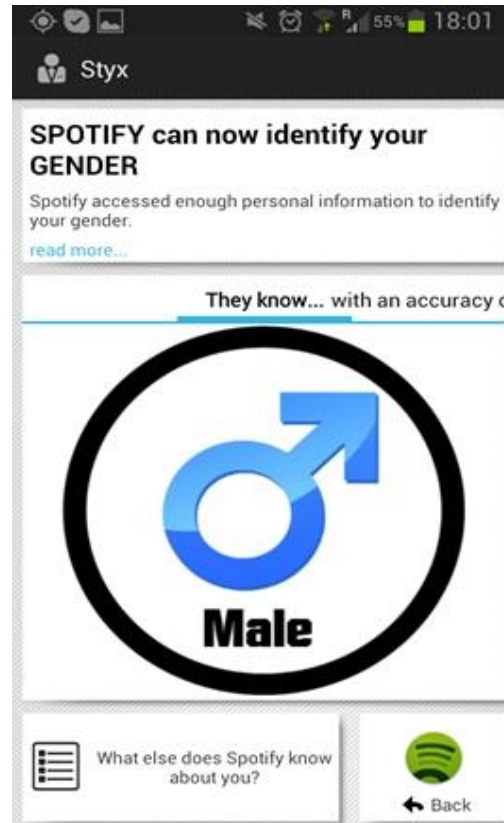 R 55% 18:01
Styx
SPOTIFY can now identify your
GENDER
Spotify accessed enough personal information to identify
your gender.
read more...
They know... with an accuracy
Male
What else does Spotify know
about you?
Back